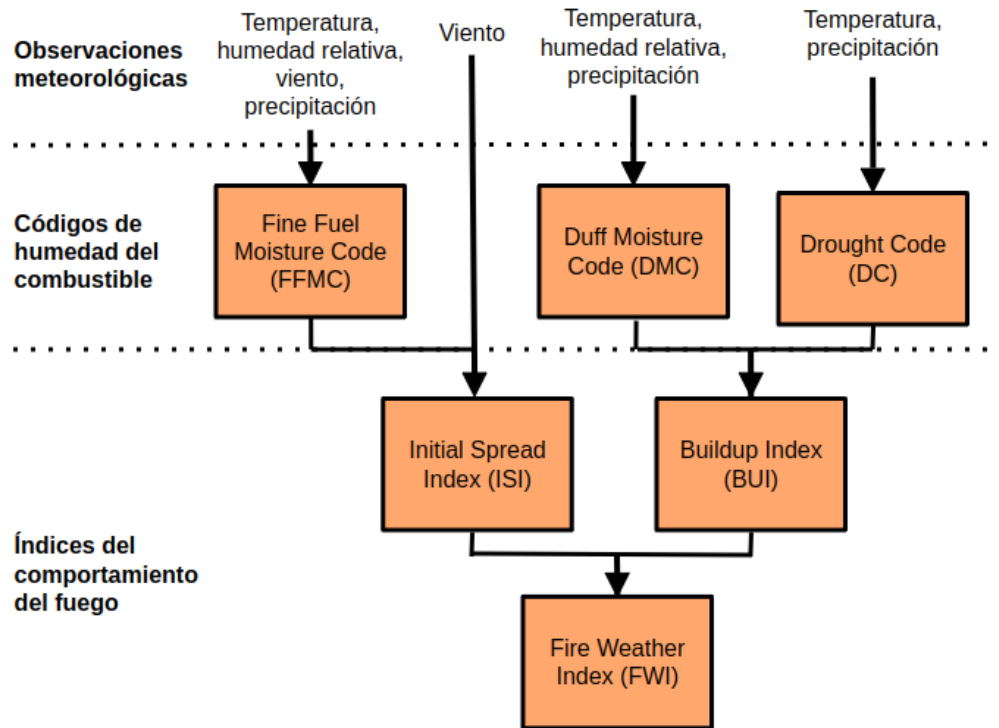 Observaciones
meteorológicas
Temperatura,
humedad relativa,
viento,
precipitación
Viento
Temperatura,
humedad relativa,
precipitación
Temperatura,
precipitación
Códigos de
humedad del
combustible
Fine Fuel
Moisture Code
(FFMC)
Duff Moisture
Code (DMC)
Drought Code
(DC)
Índices del
comportamiento
del fuego
Initial Spread
Index (ISI)
Buildup Index
(BUI)
Fire Weather
Index (FWI)